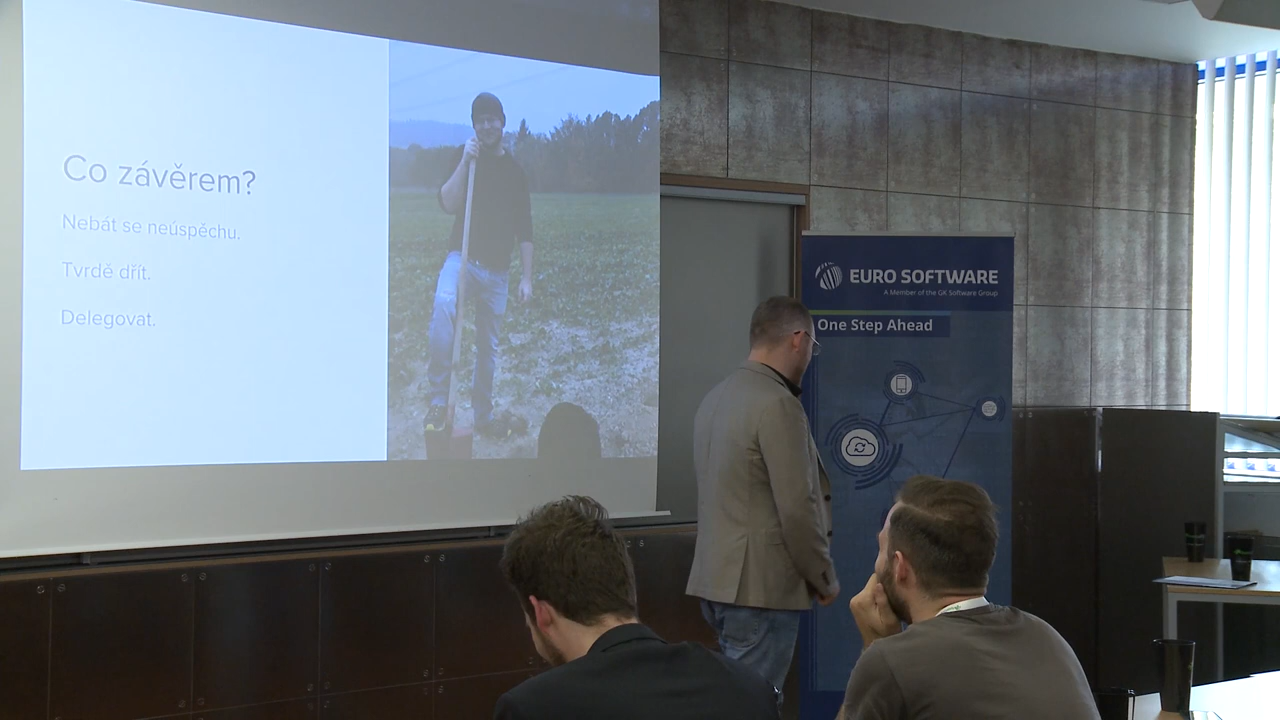 Co závěrem?
Nebát se neúspěchu.
Tvrdě dřít.
Delegovat.
EURO SOFTWARE
A Member of the GK Software Group
One Step Ahead